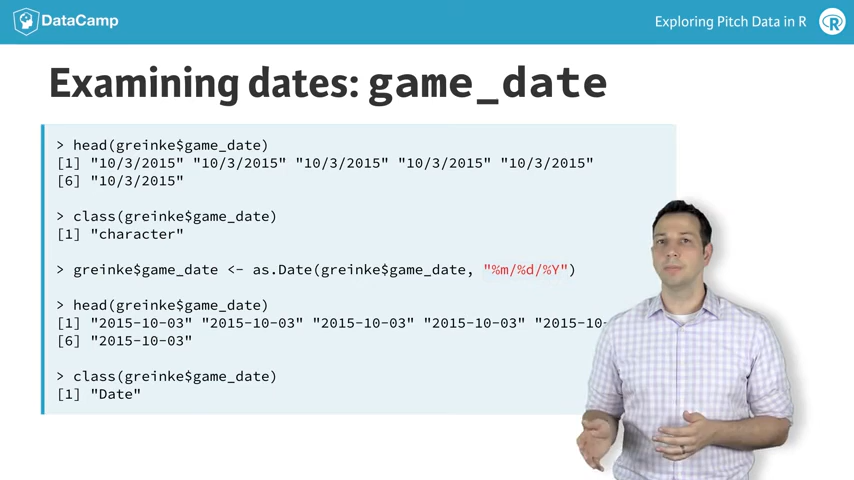 DataCamp
Exploring Pitch Data in R
R
Examining dates: game_date
> head(greinke$game_date)
[1] "10/3/2015" "10/3/2015" "10/3/2015" "10/3/2015" "10/3/2015"
[6] "10/3/2015"
> class(greinke$game_date)
[1] "character"
> greinke$game_date <- as.Date(greinke$game_date, "%m/%d/%Y")
> head(greinke$game_date)
[1] "2015-10-03" "2015-10-03" "2015-10-03" "2015-10-03" "2015-10-
[6] "2015-10-03"
> class(greinke$game_date)
[1] "Date"